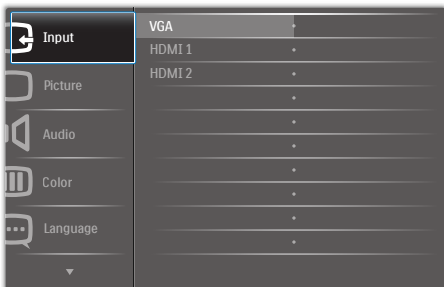 Input
VGA
HDMI 1
HDMI 2
Picture
Audio
Color
Language